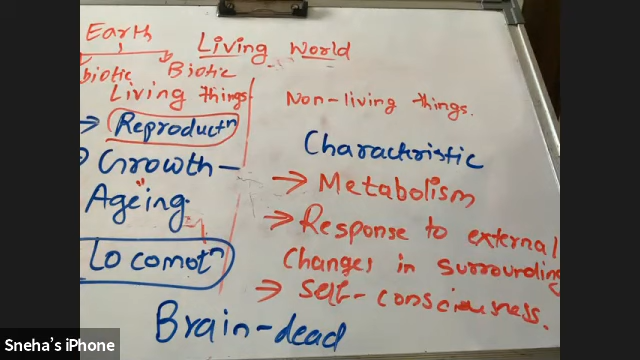 Earth
Living World
biotic Biotic
Living things
Non-living things.
→ Reproductⁿ
Characteristic
Growth-
→ Metabolism
Ageing
→ Response to external
changes in surrounding
Locomotⁿ
→ Self-consciousness.
Brain-dead
Sneha's iPhone